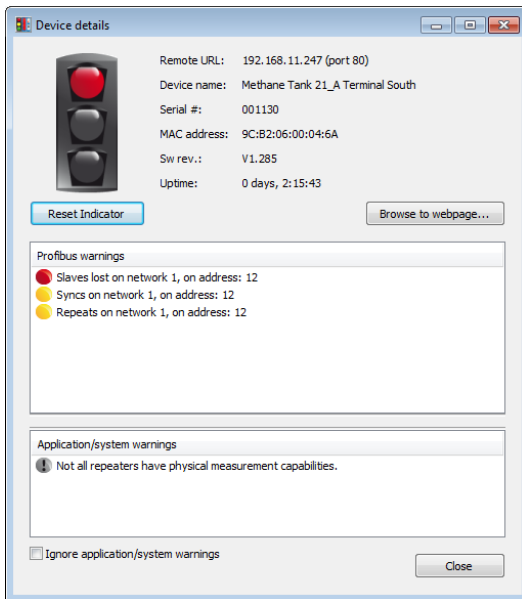 Device details
Remote URL: 192.168.11.247 (port 80)
Device name: Methane Tank 21_A Terminal South
Serial #: 001130
MAC address: 9C:B2:06:00:04:6A
Sw rev.: V1.285
Uptime: 0 days, 2:15:43
Reset Indicator Browse to webpage...
Profibus warnings
Slaves lost on network 1, on address: 12
Syncs on network 1, on address: 12
Repeats on network 1, on address: 12
Application/system warnings
Not all repeaters have physical measurement capabilities.
Ignore application/system warnings
Close